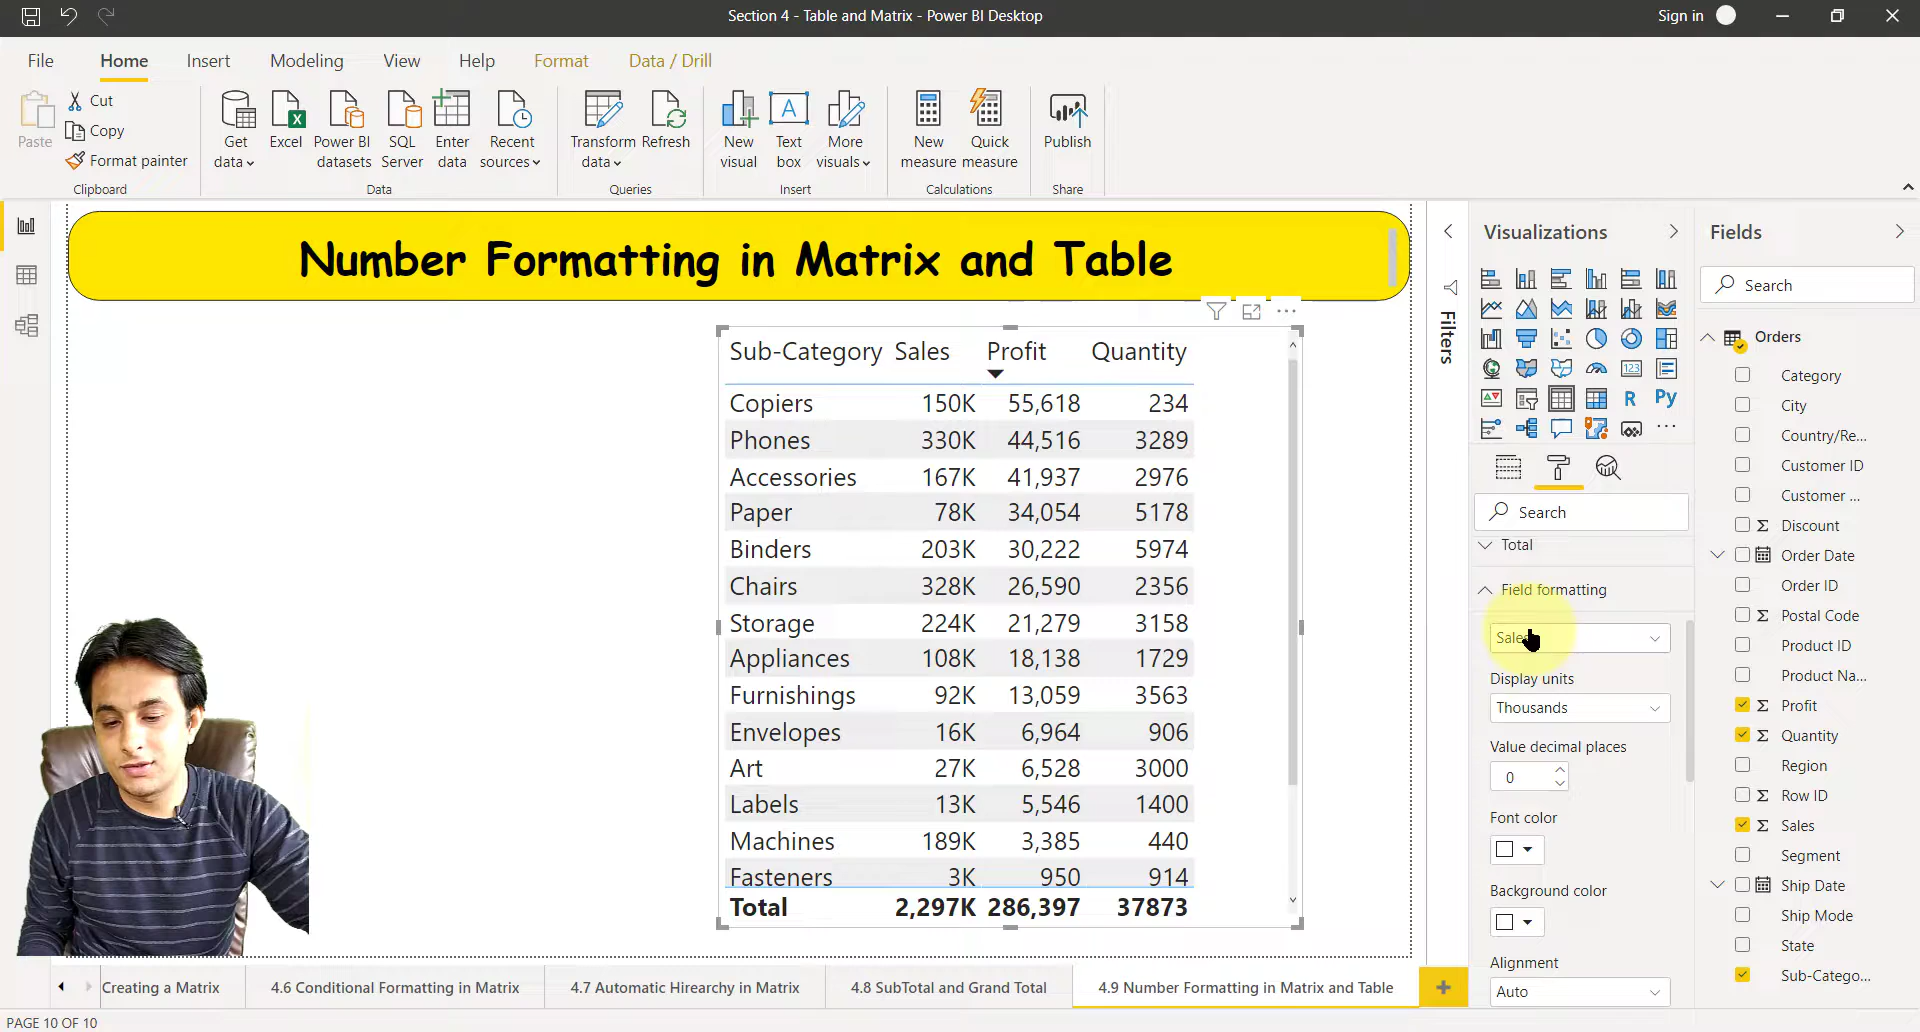 Section 4 - Table and Matrix - Power BI Desktop
Sign in
File
Home
Insert
Modeling
View
Help
Format
Data / Drill
Paste
Cut
Copy
Format painter
Clipboard
Get data
Excel
Power BI datasets
SQL Server
Enter data
Recent sources
Data
Transform data
Refresh
Queries
New visual
Text box
More visuals
Insert
New measure
Quick measure
Calculations
Publish
Share
Number Formatting in Matrix and Table
Sub-Category Sales Profit Quantity
Copiers 150K 55,618 234
Phones 330K 44,516 3289
Accessories 167K 41,937 2976
Paper 78K 34,054 5178
Binders 203K 30,222 5974
Chairs 328K 26,590 2356
Storage 224K 21,279 3158
Appliances 108K 18,138 1729
Furnishings 92K 13,059 3563
Envelopes 16K 6,964 906
Art 27K 6,528 3000
Labels 13K 5,546 1400
Machines 189K 3,385 440
Fasteners 3K 950 914
Total 2,297K 286,397 37873
Filters
Visualizations
123
R
Py
Search
Total
Field formatting
Sales
Display units
Thousands
Value decimal places
0
Font color
Background color
Alignment
Auto
Fields
Search
Orders
Category
City
Country/Re...
Customer ID
Customer ...
Σ Discount
Order Date
Order ID
Σ Postal Code
Product ID
Product Na...
Σ Profit
Σ Quantity
Region
Σ Row ID
Σ Sales
Segment
Ship Date
Ship Mode
State
Sub-Catego...
Creating a Matrix
4.6 Conditional Formatting in Matrix
4.7 Automatic Hirearchy in Matrix
4.8 SubTotal and Grand Total
4.9 Number Formatting in Matrix and Table
PAGE 10 OF 10